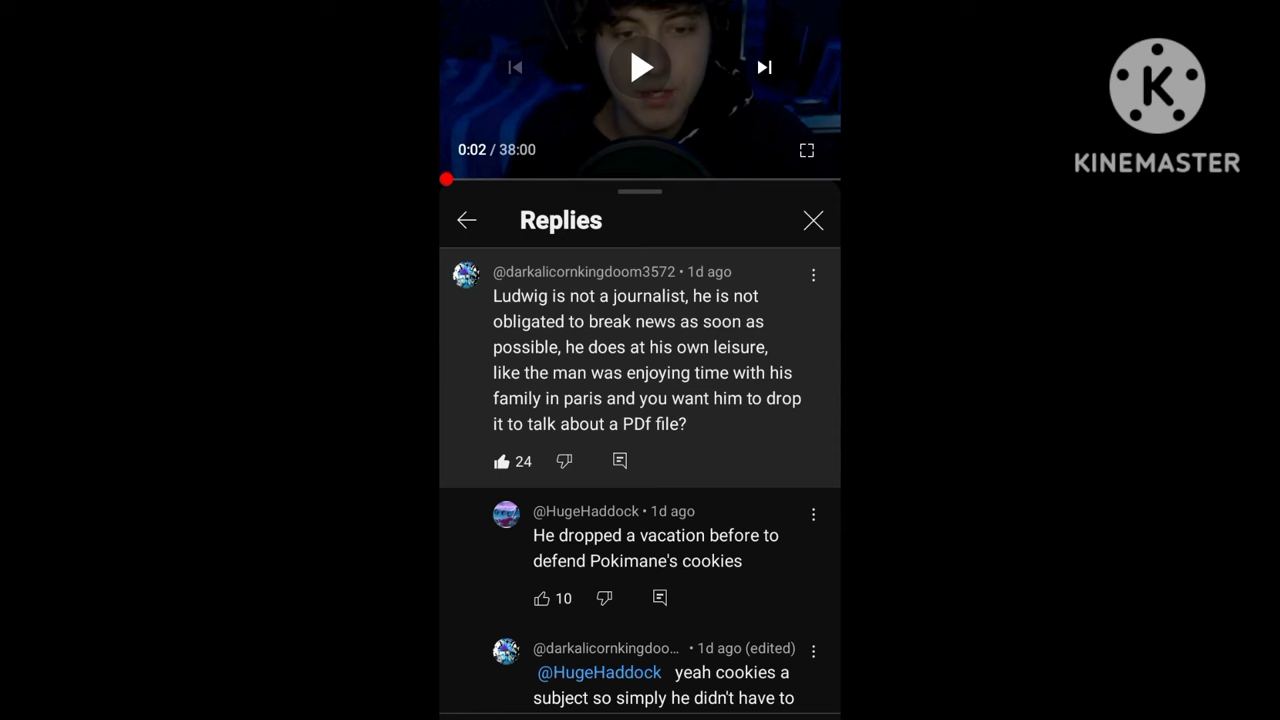 K
KINEMASTER
0:02 / 38:00
Replies
@darkalicornkingdoom3572 • 1d ago
Ludwig is not a journalist, he is not
obligated to break news as soon as
possible, he does at his own leisure,
like the man was enjoying time with his
family in paris and you want him to drop
it to talk about a PDf file?
24
@HugeHaddock • 1d ago
He dropped a vacation before to
defend Pokimane's cookies
10
@darkalicornkingdoo... • 1d ago (edited)
@HugeHaddock yeah cookies a
subject so simply he didn't have to